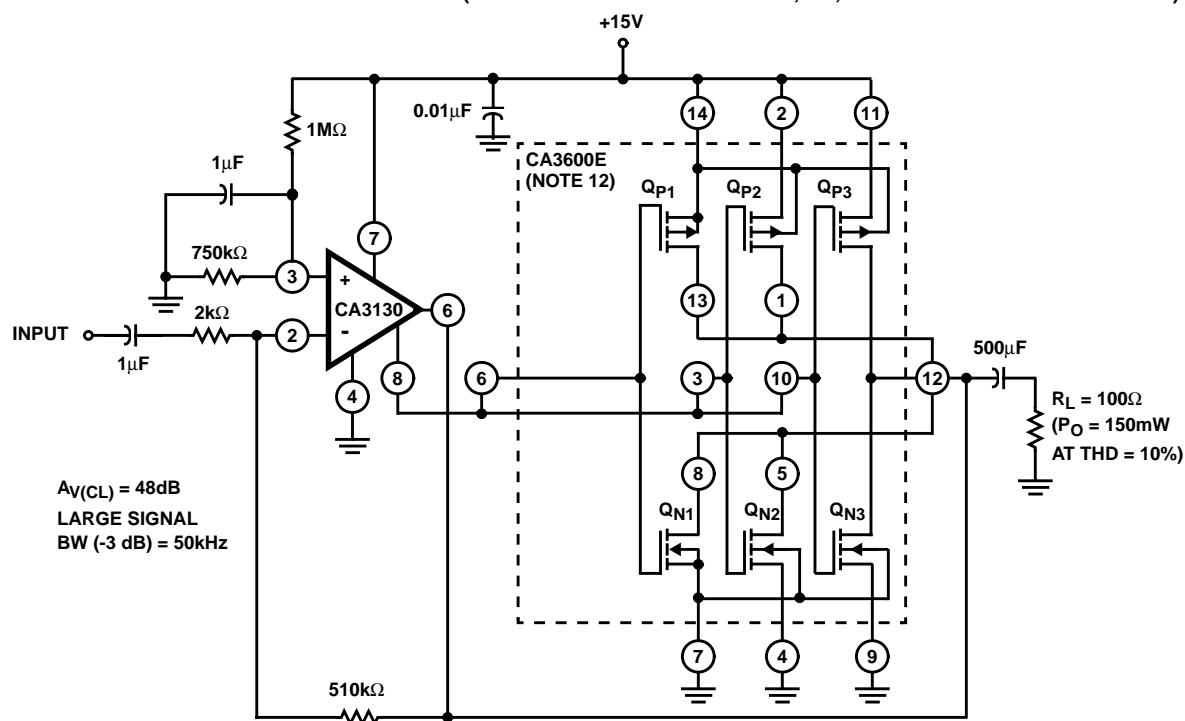 +15V
0.01μF
14
2
11
1MΩ
CA3600E
(NOTE 12)
1μF
QP1
QP2
QP3
7
750kΩ
3
+
CA3130
6
13
1
2kΩ
INPUT
2
-
500μF
1μF
8
6
3
10
12
4
RL = 100Ω
(PO = 150mW
AT THD = 10%)
8
5
AV(CL) = 48dB
LARGE SIGNAL
BW (-3 dB) = 50kHz
QN1
QN2
QN3
7
4
9
510kΩ